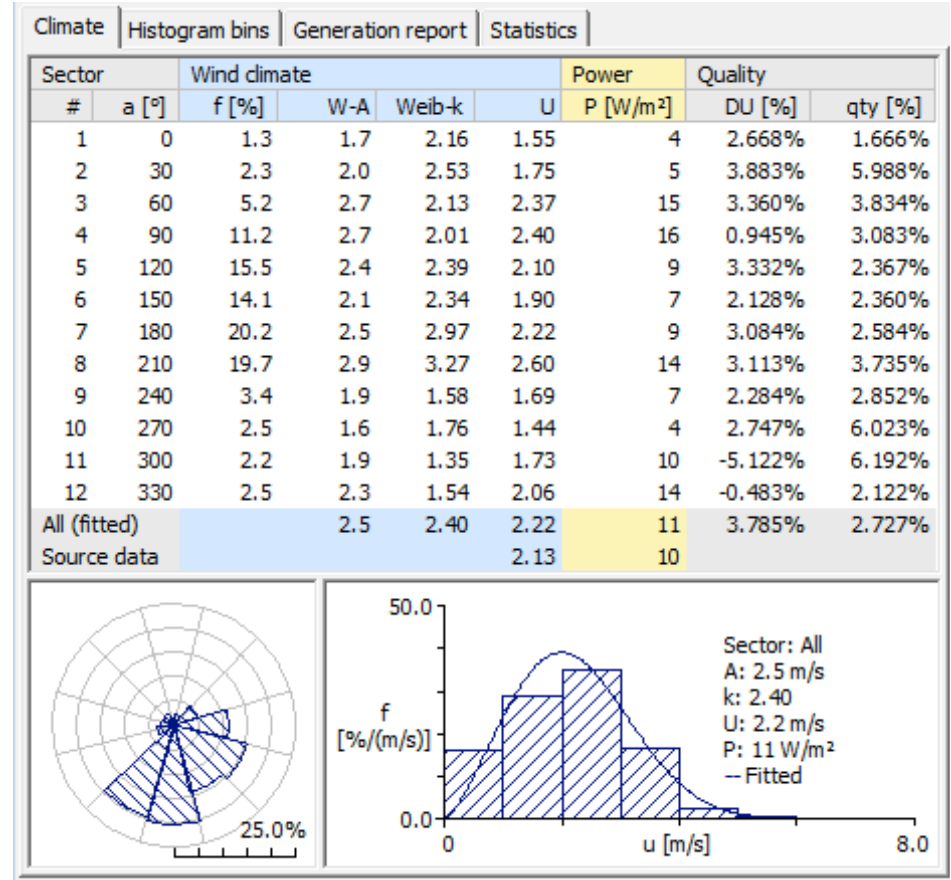 Climate Histogram bins Generation report Statistics
Sector Wind climate Power Quality
# a [°] f [%] W-A Weib-k U P [W/m²] DU [%] qty [%]
1 0 1.3 1.7 2.16 1.55 4 2.668% 1.666%
2 30 2.3 2.0 2.53 1.75 5 3.883% 5.988%
3 60 5.2 2.7 2.13 2.37 15 3.360% 3.834%
4 90 11.2 2.7 2.01 2.40 16 0.945% 3.083%
5 120 15.5 2.4 2.39 2.10 9 3.332% 2.367%
6 150 14.1 2.1 2.34 1.90 7 2.128% 2.360%
7 180 20.2 2.5 2.97 2.22 9 3.084% 2.584%
8 210 19.7 2.9 3.27 2.60 14 3.113% 3.735%
9 240 3.4 1.9 1.58 1.69 7 2.284% 2.852%
10 270 2.5 1.6 1.76 1.44 4 2.747% 6.023%
11 300 2.2 1.9 1.35 1.73 10 -5.122% 6.192%
12 330 2.5 2.3 1.54 2.06 14 -0.483% 2.122%
All (fitted) 2.5 2.40 2.22 11 3.785% 2.727%
Source data 2.13 10
25.0%
50.0
f
[%/(m/s)]
0.0
0 u [m/s] 8.0
Sector: All
A: 2.5 m/s
k: 2.40
U: 2.2 m/s
P: 11 W/m²
-- Fitted